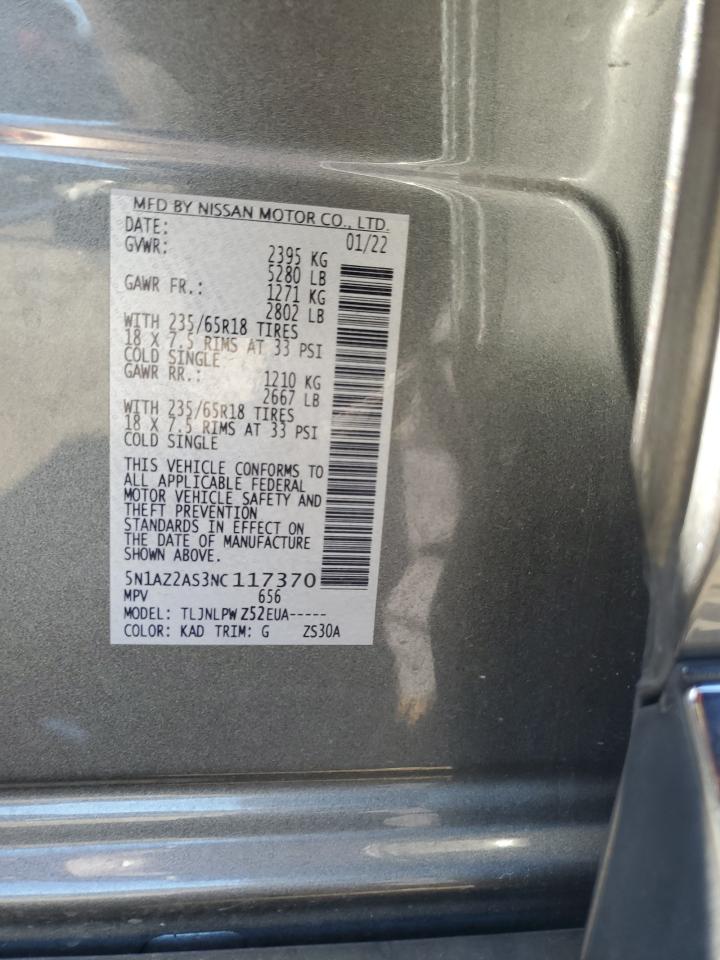 MFD BY NISSAN MOTOR CO., LTD.
DATE: 01/22
GVWR: 2395 KG
5280 LB
GAWR FR.: 1271 KG
2802 LB
WITH 235/65R18 TIRES
18 X 7.5 RIMS AT 33 PSI
COLD SINGLE
GAWR RR.: 1210 KG
2667 LB
WITH 235/65R18 TIRES
18 X 7.5 RIMS AT 33 PSI
COLD SINGLE
THIS VEHICLE CONFORMS TO
ALL APPLICABLE FEDERAL
MOTOR VEHICLE SAFETY AND
THEFT PREVENTION
STANDARDS IN EFFECT ON
THE DATE OF MANUFACTURE
SHOWN ABOVE.
5N1AZ2AS3NC117370
MPV 656
MODEL: TLJNLPW Z52EUA-----
COLOR: KAD TRIM: G ZS30A